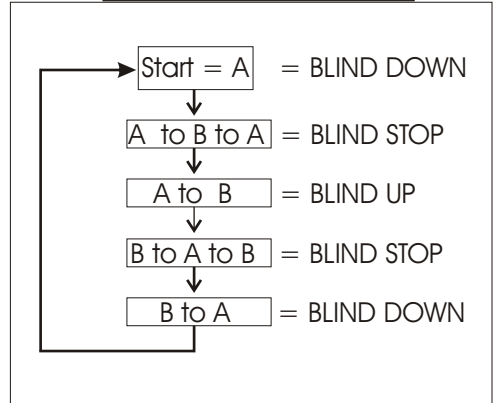 Start = A = BLIND DOWN
A to B to A = BLIND STOP
A to B = BLIND UP
B to A to B = BLIND STOP
B to A = BLIND DOWN